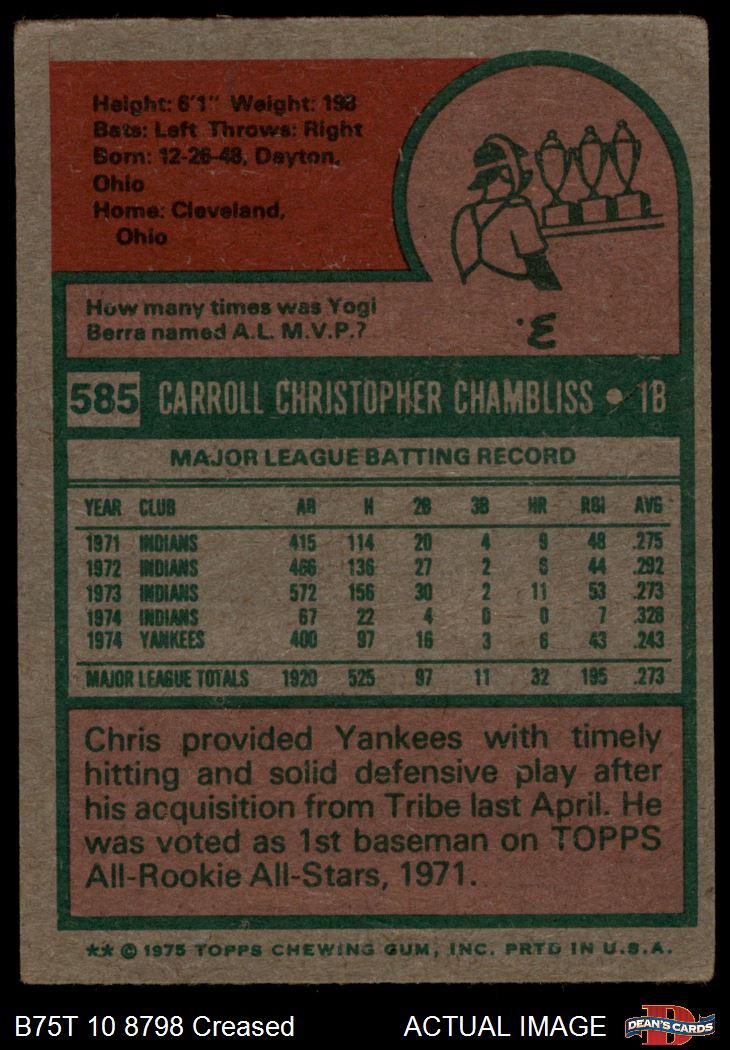 Height: 6'1" Weight: 193
Bats: Left Throws: Right
Born: 12-26-48, Dayton,
Ohio
Home: Cleveland,
Ohio
How many times was Yogi
Berra named A.L. M.V.P.?
3.
585 CARROLL CHRISTOPHER CHAMBLISS • 1B
MAJOR LEAGUE BATTING RECORD
YEAR CLUB AB H 2B 3B HR RBI AVG
1971 INDIANS 415 114 20 4 9 48 .275
1972 INDIANS 466 136 27 2 6 44 .292
1973 INDIANS 572 156 30 2 11 53 .273
1974 INDIANS 67 22 4 0 0 7 .328
1974 YANKEES 400 97 16 3 6 43 .243
MAJOR LEAGUE TOTALS 1920 525 97 11 32 195 .273
Chris provided Yankees with timely
hitting and solid defensive play after
his acquisition from Tribe last April. He
was voted as 1st baseman on TOPPS
All-Rookie All-Stars, 1971.
** © 1975 TOPPS CHEWING GUM, INC. PRTD IN U.S.A.
B75T 10 8798 Creased ACTUAL IMAGE
DEAN'S CARDS